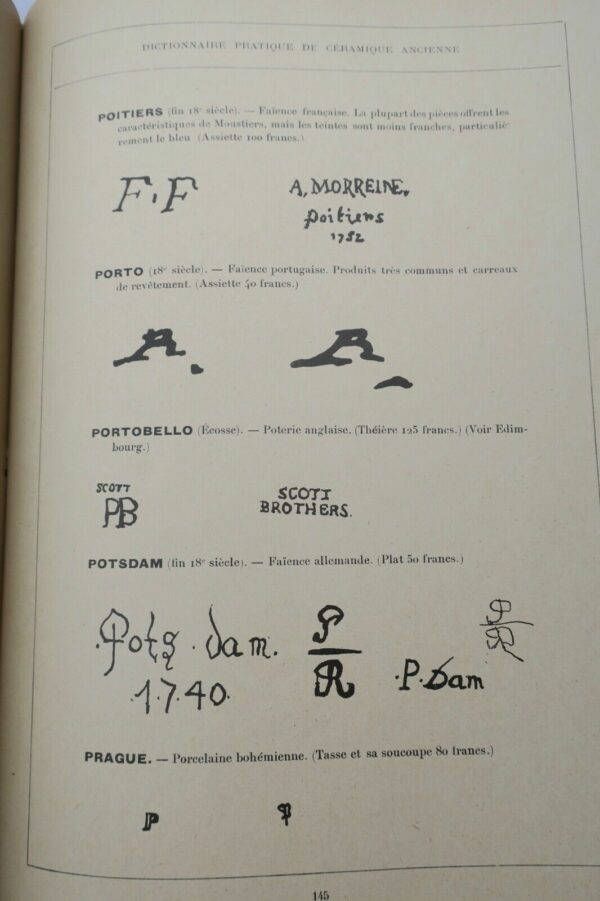 DICTIONNAIRE PRATIQUE DE CÉRAMIQUE ANCIENNE
POITIERS (fin 18e siècle). — Faïence française. La plupart des pièces offrent les
caractéristiques de Moustiers, mais les teintes sont moins franches, particuliè-
rement le bleu (Assiette 100 francs.)
F. F
A, MORREINE,
Poitiers
1752
PORTO (18e siècle). — Faïence portugaise. Produits très communs et carreaux
de revêtement. (Assiette 40 francs.)
A.
A
PORTOBELLO (Écosse). — Poterie anglaise. (Théière 125 francs.) (Voir Edim-
bourg.)
SCOTT
PB
SCOTT
BROTHERS.
POTSDAM (fin 18e siècle). — Faïence allemande. (Plat 50 francs.)
·Pots·dam.
·1·7·40·
P
R
·P·Dam
P
R
PRAGUE. — Porcelaine bohémienne. (Tasse et sa soucoupe 80 francs.)
P
P
145